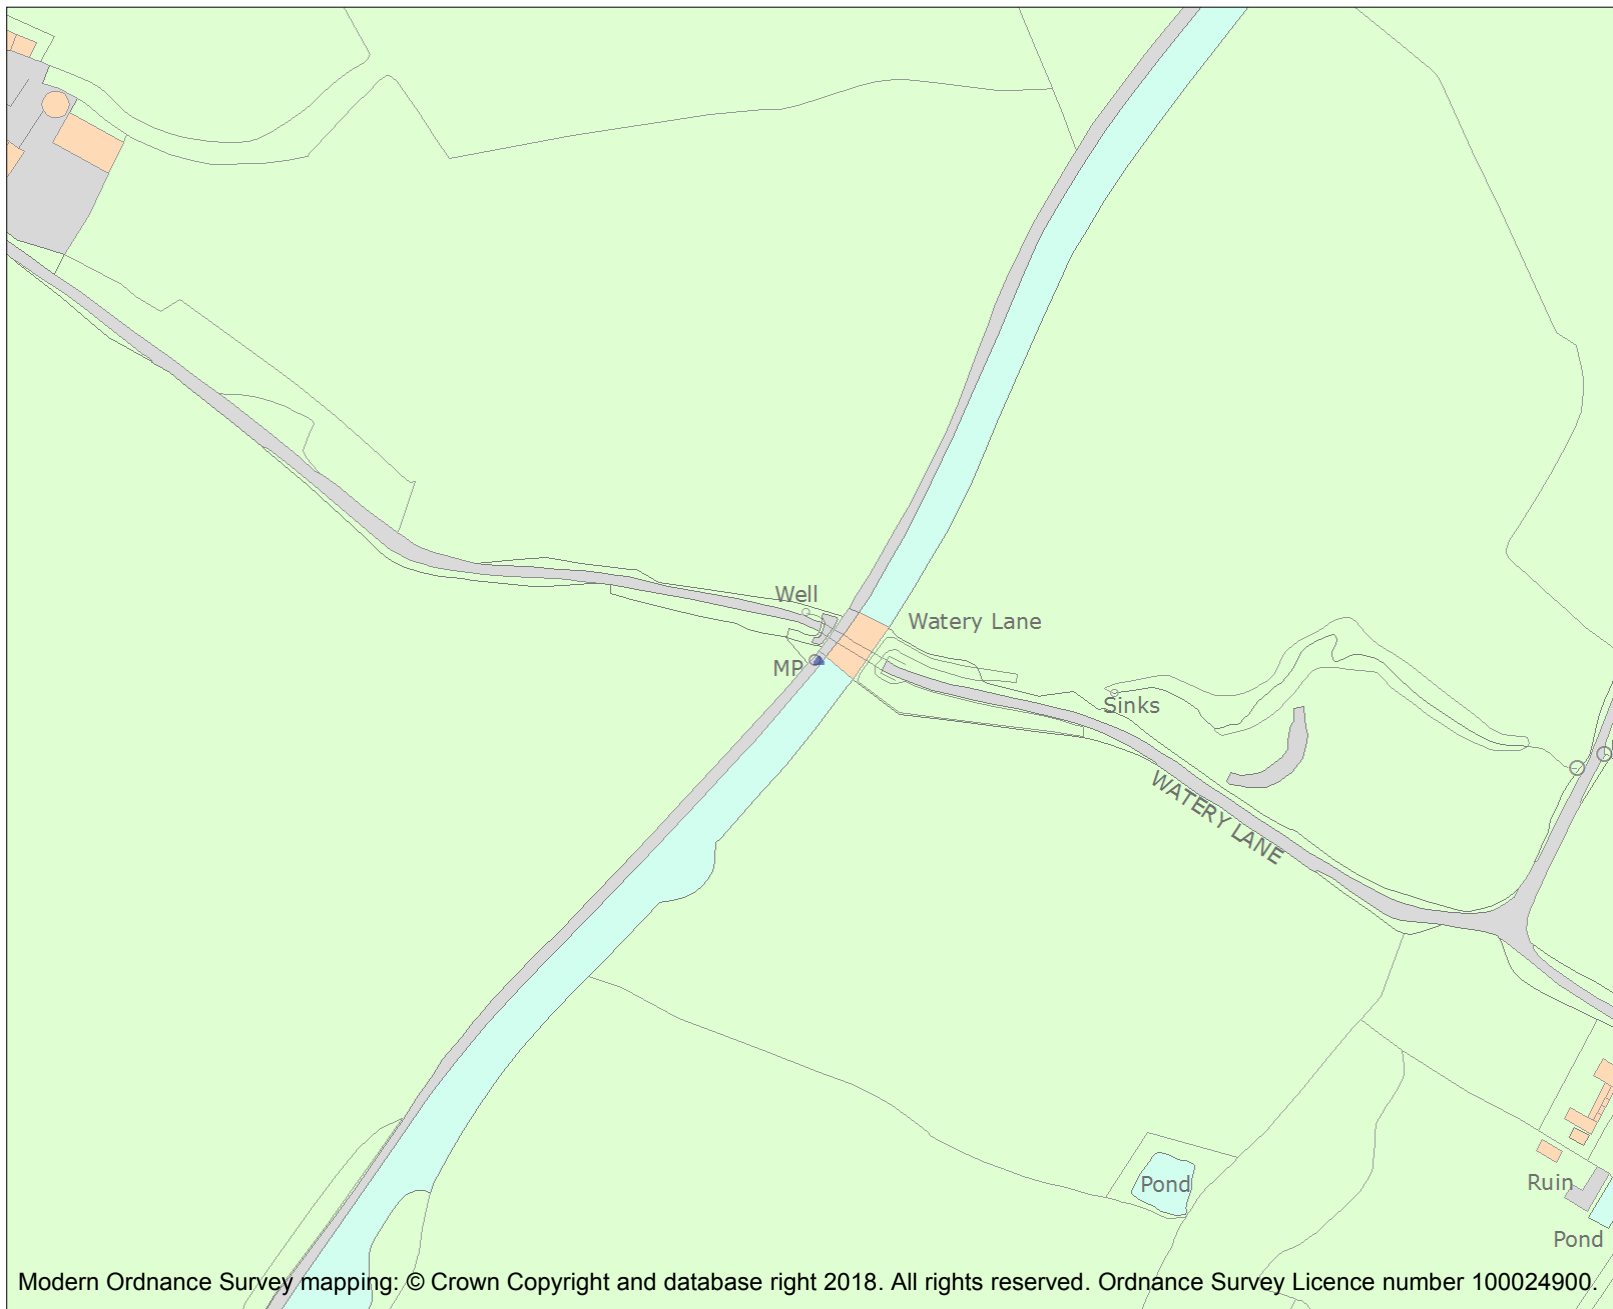 Well
Watery Lane
MP
Sinks
WATERY LANE
Pond
Ruin
Pond
Modern Ordnance Survey mapping: © Crown Copyright and database right 2018. All rights reserved. Ordnance Survey Licence number 100024900.